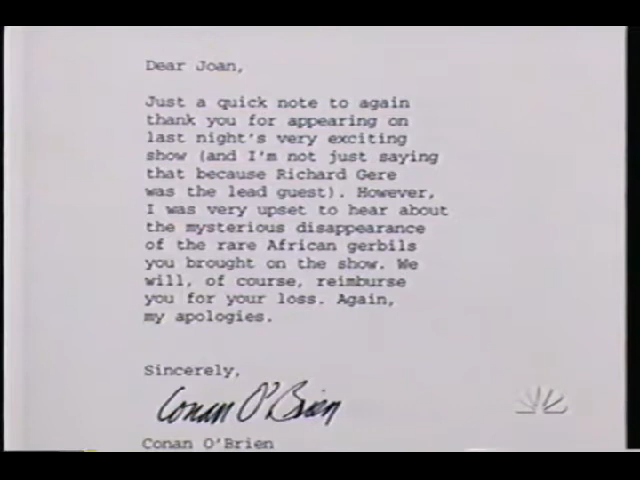 Dear Joan,
Just a quick note to again
thank you for appearing on
last night's very exciting
show (and I'm not just saying
that because Richard Gere
was the lead guest). However,
I was very upset to hear about
the mysterious disappearance
of the rare African gerbils
you brought on the show. We
will, of course, reimburse
you for your loss. Again,
my apologies.
Sincerely,
Conan O'Brien
Conan O'Brien